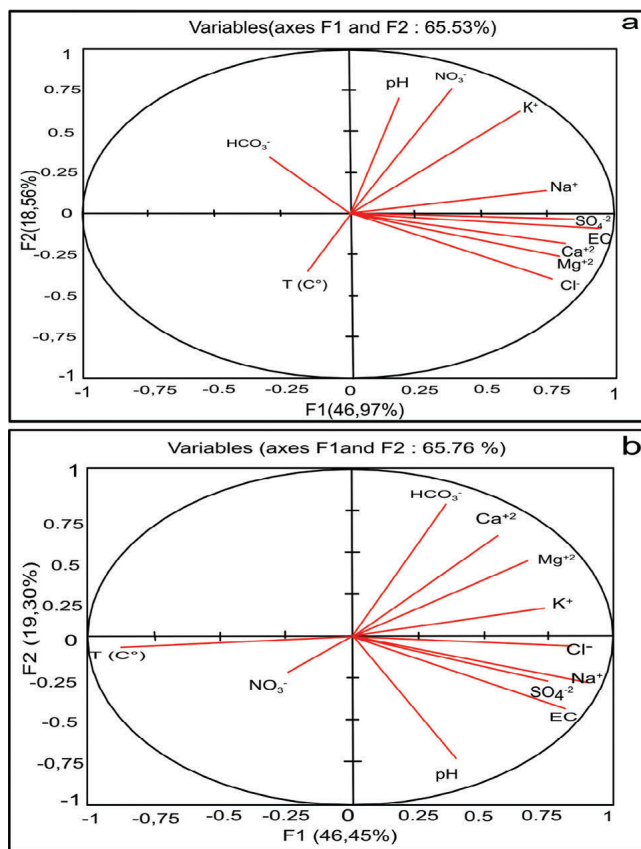 a
Variables(axes F1 and F2 : 65.53%)
1
0.75
0.5
0.25
0
-0.25
-0.5
-0.75
-1
F2(18,56%)
pH
NO₃⁻
K⁺
HCO₃⁻
Na⁺
SO₄⁻²
EC
Ca⁺²
Mg⁺²
Cl⁻
T (C°)
-1 -0.75 -0.5 -0.25 0 0.25 0.5 0.75 1
F1(46,97%)
b
Variables (axes F1and F2 : 65.76 %)
1
0.75
0.5
0.25
0
-0.25
-0.5
-0,75
-1
F2 (19,30%)
HCO₃⁻
Ca⁺²
Mg⁺²
K⁺
Cl⁻
T (C°)
NO₃⁻
Na⁺
SO₄⁻²
EC
pH
-1 -0,75 -0.5 -0.25 0 0.25 0.5 0.75 1
F1 (46,45%)